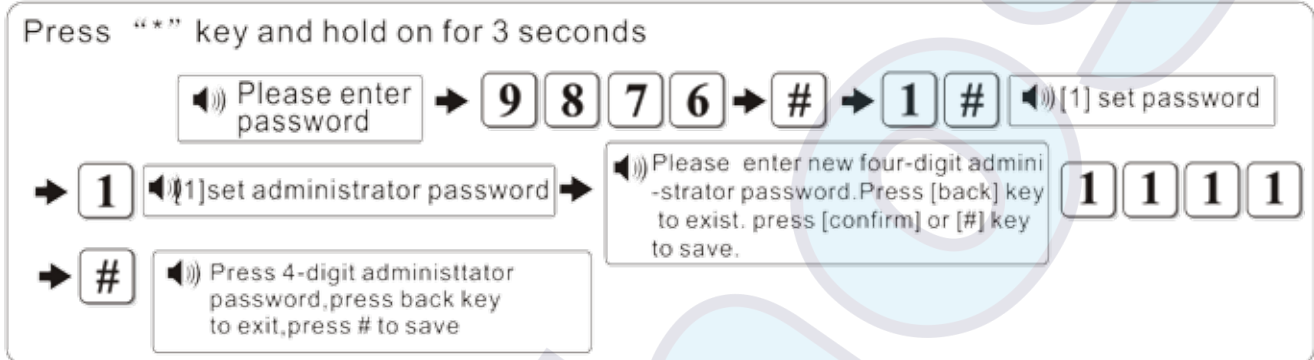 Press “*” key and hold on for 3 seconds
Please enter password 9 8 7 6 # 1 # [1] set password
1 [1]set administrator password Please enter new four-digit admini-strator password.Press [back] key to exist. press [confirm] or [#] key to save. 1 1 1 1
# Press 4-digit administtator password,press back key to exit,press # to save